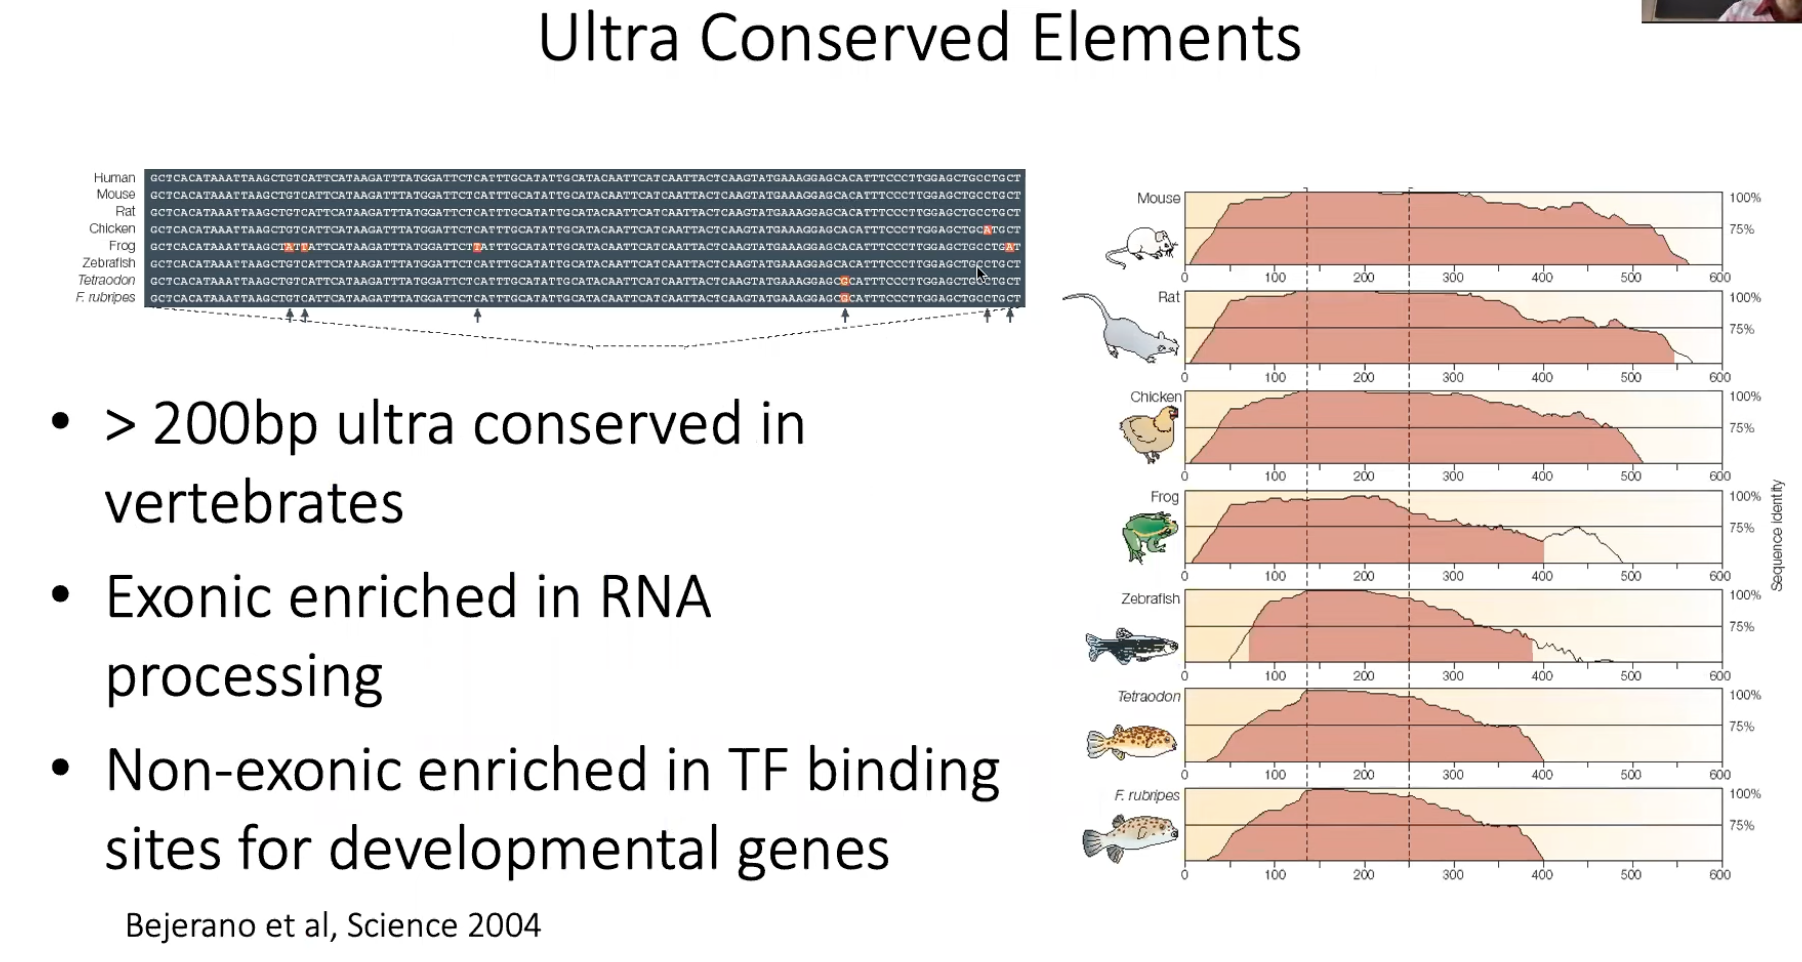 Ultra Conserved Elements
Human GCTCACATAAATTAAGCTGTCATTCATAAGATTTATGGATTCTCATTTGCATATTGCATACAATTCATCAATTACTCAAGTATGAAAGGAGCACATTTCCCTTGGAGCTGCCTGCT
Mouse GCTCACATAAATTAAGCTGTCATTCATAAGATTTATGGATTCTCATTTGCATATTGCATACAATTCATCAATTACTCAAGTATGAAAGGAGCACATTTCCCTTGGAGCTGCCTGCT
Rat GCTCACATAAATTAAGCTGTCATTCATAAGATTTATGGATTCTCATTTGCATATTGCATACAATTCATCAATTACTCAAGTATGAAAGGAGCACATTTCCCTTGGAGCTGCCTGCT
Chicken GCTCACATAAATTAAGCTGTCATTCATAAGATTTATGGATTCTCATTTGCATATTGCATACAATTCATCAATTACTCAAGTATGAAAGGAGCACATTTCCCTTGGAGCTGCATGCT
Frog GCTCACATAAATTAAGCTATTATTCATAAGATTTATGGATTCTTATTTGCATATTGCATACAATTCATCAATTACTCAAGTATGAAAGGAGCACATTTCCCTTGGAGCTGCCTGAT
Zebrafish GCTCACATAAATTAAGCTGTCATTCATAAGATTTATGGATTCTCATTTGCATATTGCATACAATTCATCAATTACTCAAGTATGAAAGGAGCACATTTCCCTTGGAGCTGCCTGCT
Tetraodon GCTCACATAAATTAAGCTGTCATTCATAAGATTTATGGATTCTCATTTGCATATTGCATACAATTCATCAATTACTCAAGTATGAAAGGAGCGCATTTCCCTTGGAGCTGCCTGCT
F. rubripes GCTCACATAAATTAAGCTGTCATTCATAAGATTTATGGATTCTCATTTGCATATTGCATACAATTCATCAATTACTCAAGTATGAAAGGAGCGCATTTCCCTTGGAGCTGCCTGCT
• > 200bp ultra conserved in
vertebrates
• Exonic enriched in RNA
processing
• Non-exonic enriched in TF binding
sites for developmental genes
Bejerano et al, Science 2004
Mouse 100%
75%
0 100 200 300 400 500 600
Rat 100%
75%
0 100 200 300 400 500 600
Chicken 100%
75%
0 100 200 300 400 500 600
Frog 100%
75%
0 100 200 300 400 500 600
Zebrafish 100%
75%
0 100 200 300 400 500 600
Tetraodon 100%
75%
0 100 200 300 400 500 600
F. rubripes 100%
75%
0 100 200 300 400 500 600
Sequence identity